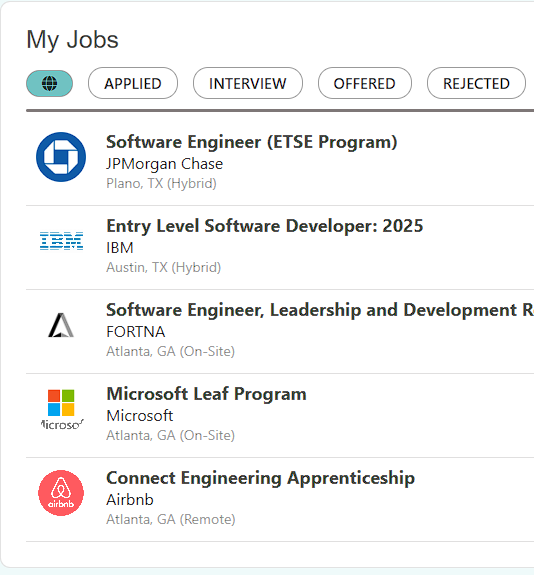 My Jobs
APPLIED INTERVIEW OFFERED REJECTED
Software Engineer (ETSE Program)
JPMorgan Chase
Plano, TX (Hybrid)
IBM
Entry Level Software Developer: 2025
IBM
Austin, TX (Hybrid)
Software Engineer, Leadership and Development R
FORTNA
Atlanta, GA (On-Site)
Microsoft Leaf Program
Microsoft
icroso
Atlanta, GA (On-Site)
Connect Engineering Apprenticeship
Airbnb
airbnb
Atlanta, GA (Remote)